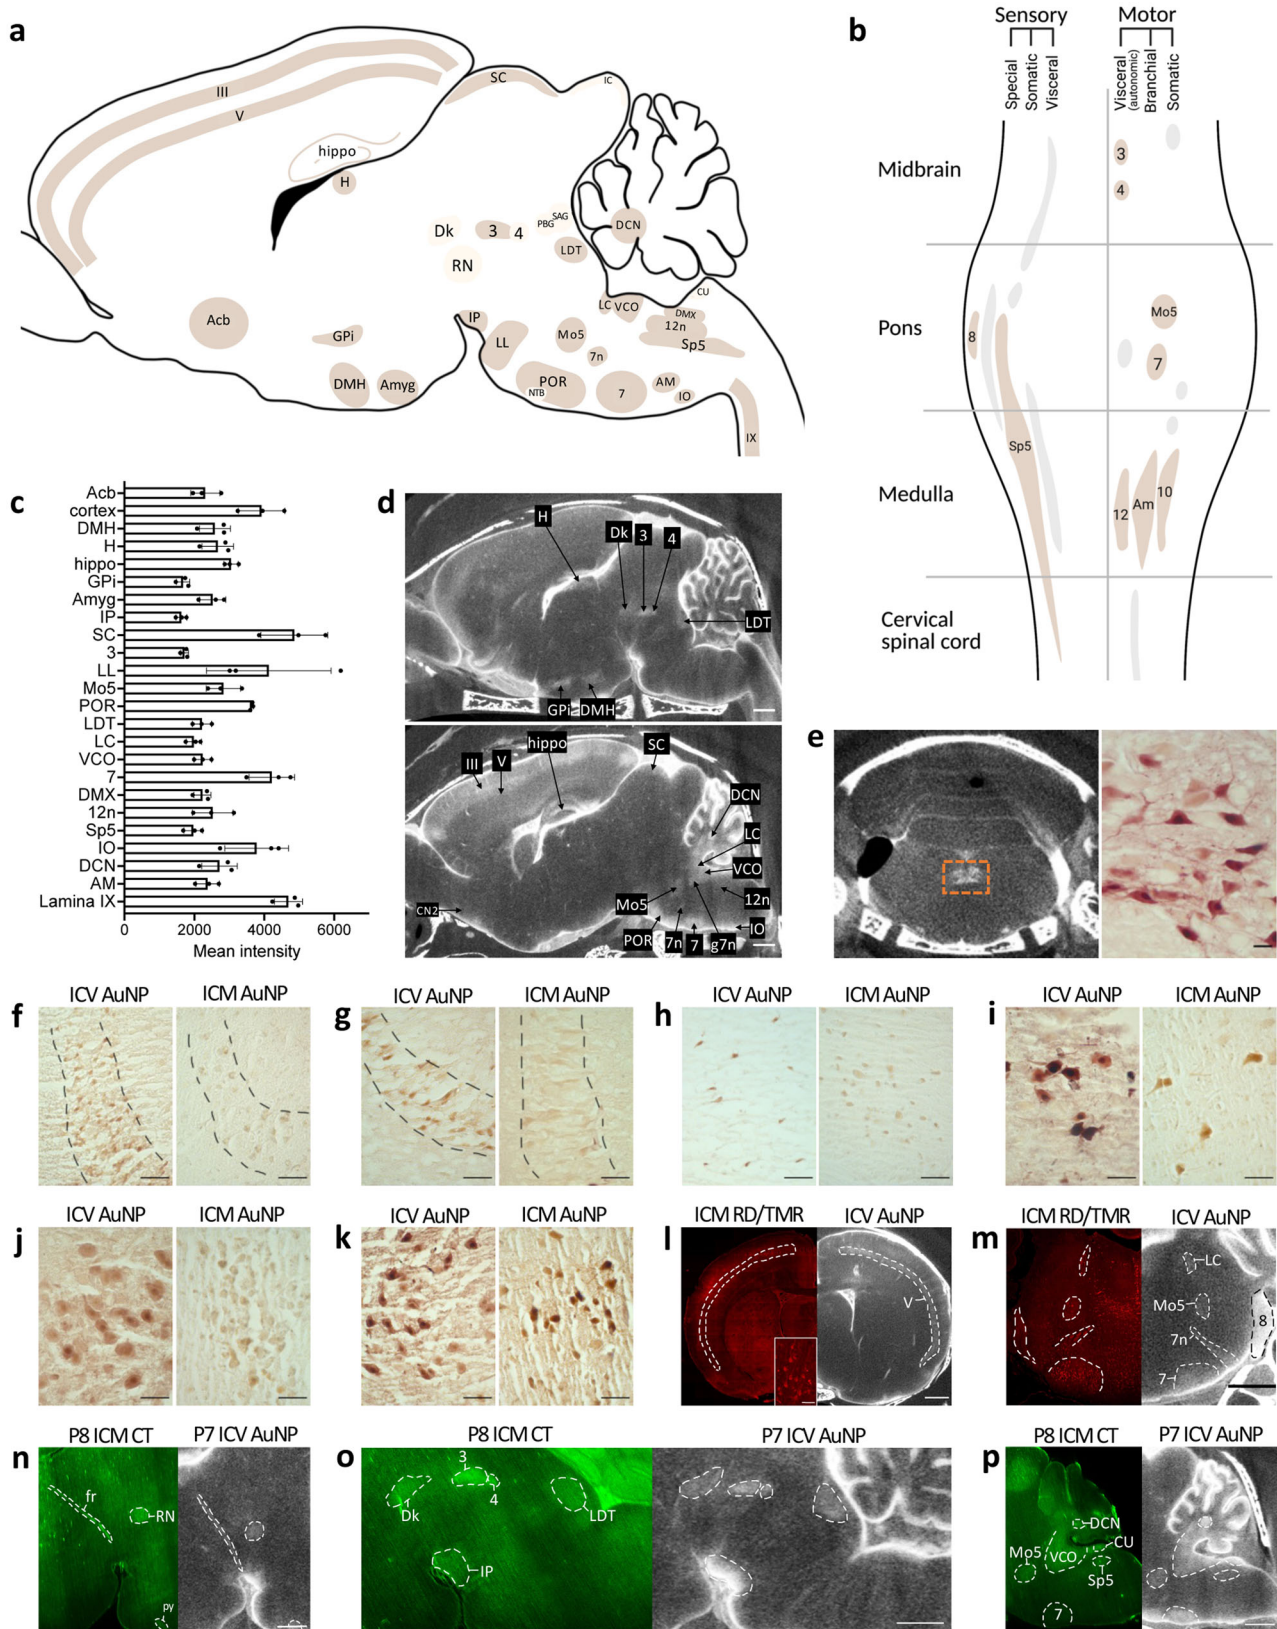 a
III
V
SC
IC
hippo
H
Dk
3
4
PBG
SAG
LDT
DCN
RN
CU
LC
VCO
DMX
12n
Sp5
Acb
GPi
IP
LL
Mo5
7n
DMH
Amyg
POR
NTB
7
AM
IO
IX
b
Sensory
Motor
Special
Somatic
Visceral
Visceral
(autonomic)
Branchial
Somatic
Midbrain
3
4
Pons
8
Mo5
7
Medulla
Sp5
12
Am
10
Cervical
spinal cord
c
Acb
cortex
DMH
H
hippo
GPi
Amyg
IP
SC
3
LL
Mo5
POR
LDT
LC
VCO
7
DMX
12n
Sp5
IO
DCN
AM
Lamina IX
0 2000 4000 6000
Mean intensity
d
H
Dk
3
4
LDT
GPi
DMH
III
V
hippo
SC
DCN
LC
VCO
Mo5
12n
CN2
POR
7n
7
g7n
IO
e
f
ICV AuNP ICM AuNP
g
ICV AuNP ICM AuNP
h
ICV AuNP ICM AuNP
i
ICV AuNP ICM AuNP
j
ICV AuNP ICM AuNP
k
ICV AuNP ICM AuNP
l
ICM RD/TMR ICV AuNP
V
m
ICM RD/TMR ICV AuNP
LC
Mo5
7n
7
8
n
P8 ICM CT P7 ICV AuNP
fr
RN
py
o
P8 ICM CT P7 ICV AuNP
3
4
Dk
LDT
IP
p
P8 ICM CT P7 ICV AuNP
DCN
CU
Mo5
VCO
Sp5
7